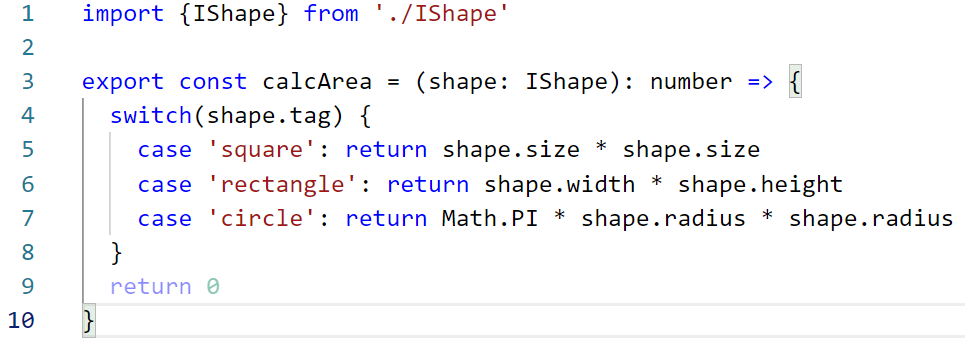 1 import {IShape} from './IShape'
2
3 export const calcArea = (shape: IShape): number => {
4 switch(shape.tag) {
5 case 'square': return shape.size * shape.size
6 case 'rectangle': return shape.width * shape.height
7 case 'circle': return Math.PI * shape.radius * shape.radius
8 }
9 return 0
10 }